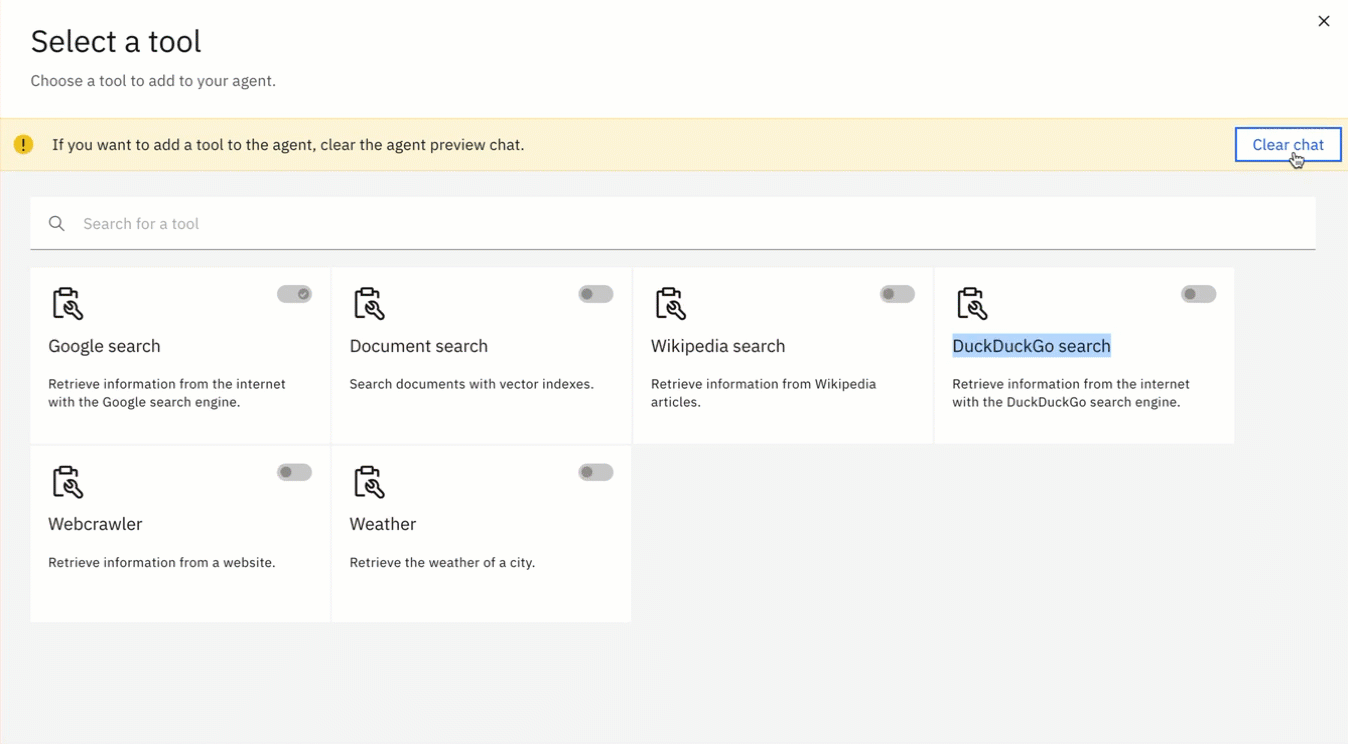 Select a tool
Choose a tool to add to your agent.
If you want to add a tool to the agent, clear the agent preview chat.
Clear chat
Search for a tool
Google search
Retrieve information from the internet
with the Google search engine.
Document search
Search documents with vector indexes.
Wikipedia search
Retrieve information from Wikipedia
articles.
DuckDuckGo search
Retrieve information from the internet
with the DuckDuckGo search engine.
Webcrawler
Retrieve information from a website.
Weather
Retrieve the weather of a city.